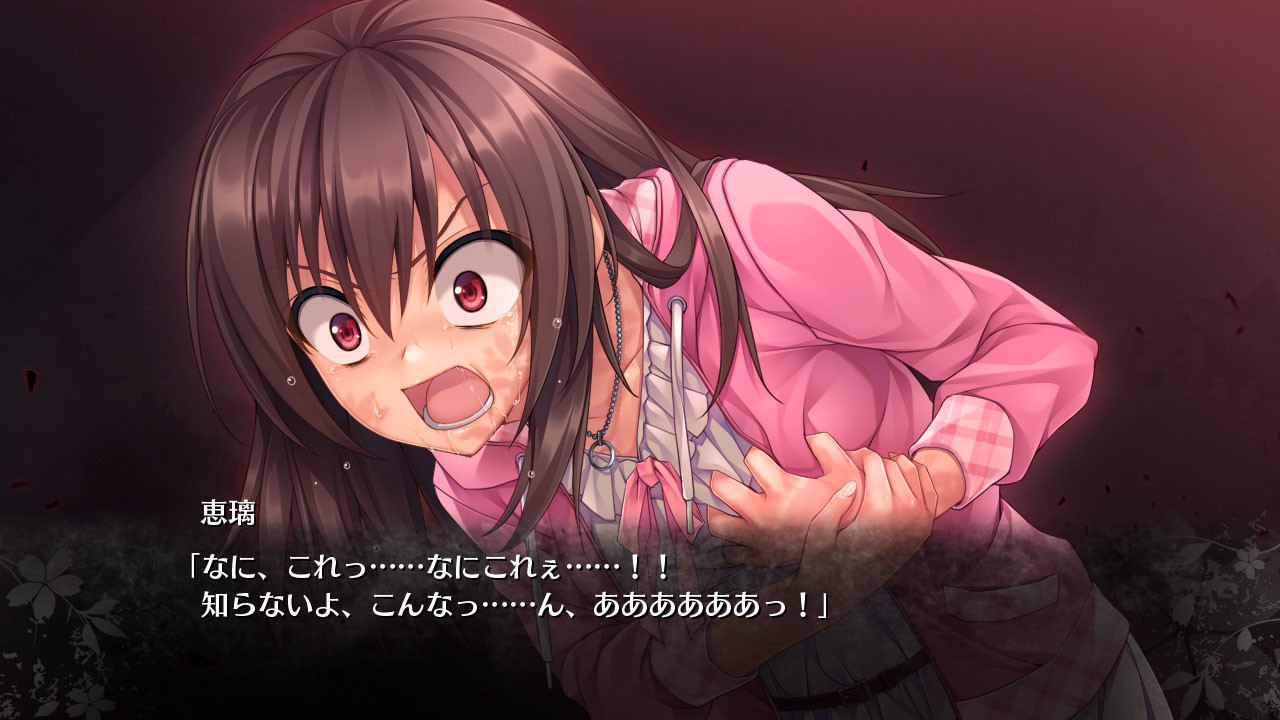 恵璃
「なに、これっ……なにこれぇ……！！
知らないよ、こんなっ……ん、ああああああっ！」